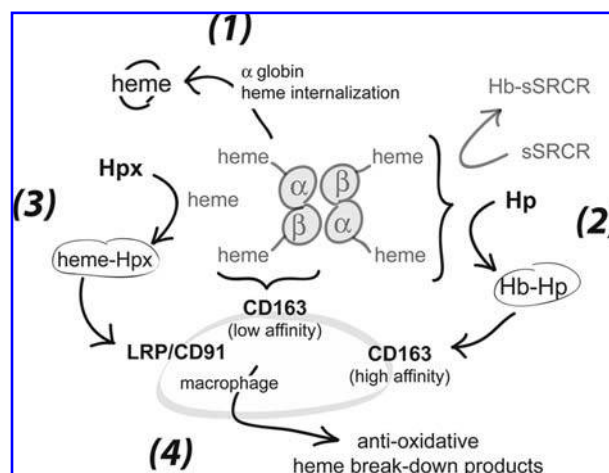 (1)
heme
α globin
heme internalization
Hb-sSRCR
sSRCR
heme
heme
α
β
β
α
heme
heme
Hpx
heme
(3)
heme-Hpx
Hp
(2)
Hb-Hp
CD163
(low affinity)
LRP/CD91
macrophage
CD163
(high affinity)
(4)
anti-oxidative
heme break-down products